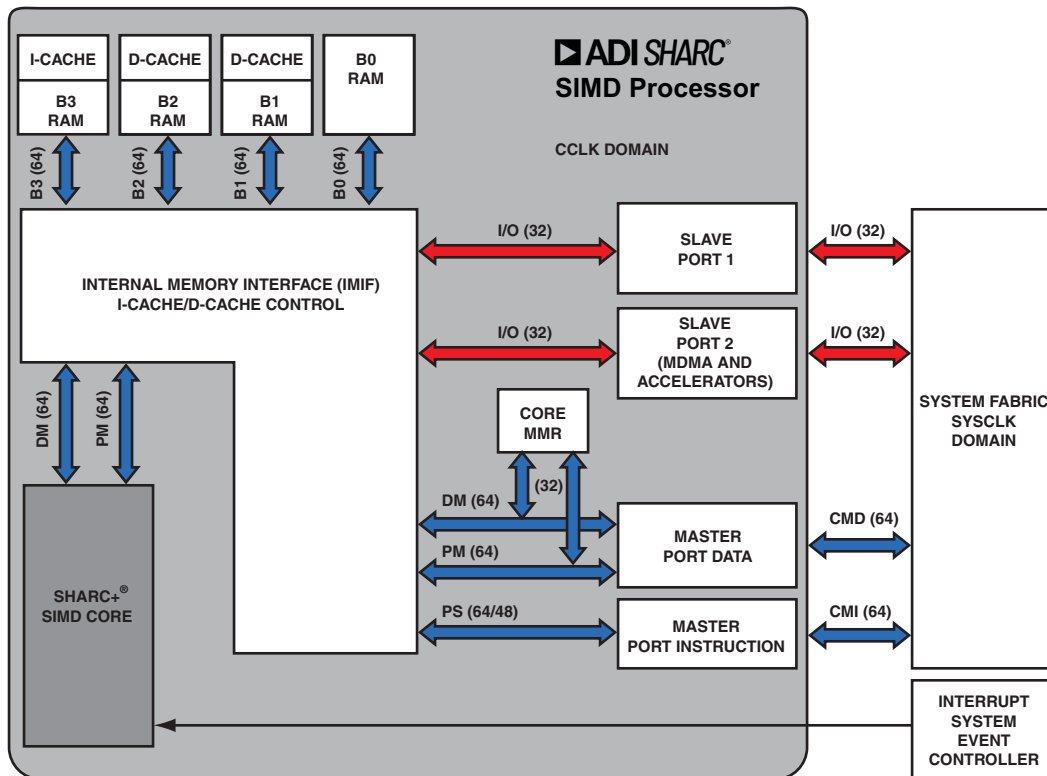 ADI SHARC®
SIMD Processor
CCLK DOMAIN
I-CACHE
B3
RAM
D-CACHE
B2
RAM
D-CACHE
B1
RAM
B0
RAM
B3 (64)
B2 (64)
B1 (64)
B0 (64)
INTERNAL MEMORY INTERFACE (IMIF)
I-CACHE/D-CACHE CONTROL
I/O (32)
SLAVE
PORT 1
I/O (32)
I/O (32)
SLAVE
PORT 2
(MDMA AND
ACCELERATORS)
I/O (32)
SYSTEM FABRIC
SYSCLK
DOMAIN
DM (64)
PM (64)
CORE
MMR
(32)
DM (64)
PM (64)
MASTER
PORT DATA
CMD (64)
PS (64/48)
MASTER
PORT INSTRUCTION
CMI (64)
SHARC+®
SIMD CORE
INTERRUPT
SYSTEM
EVENT
CONTROLLER